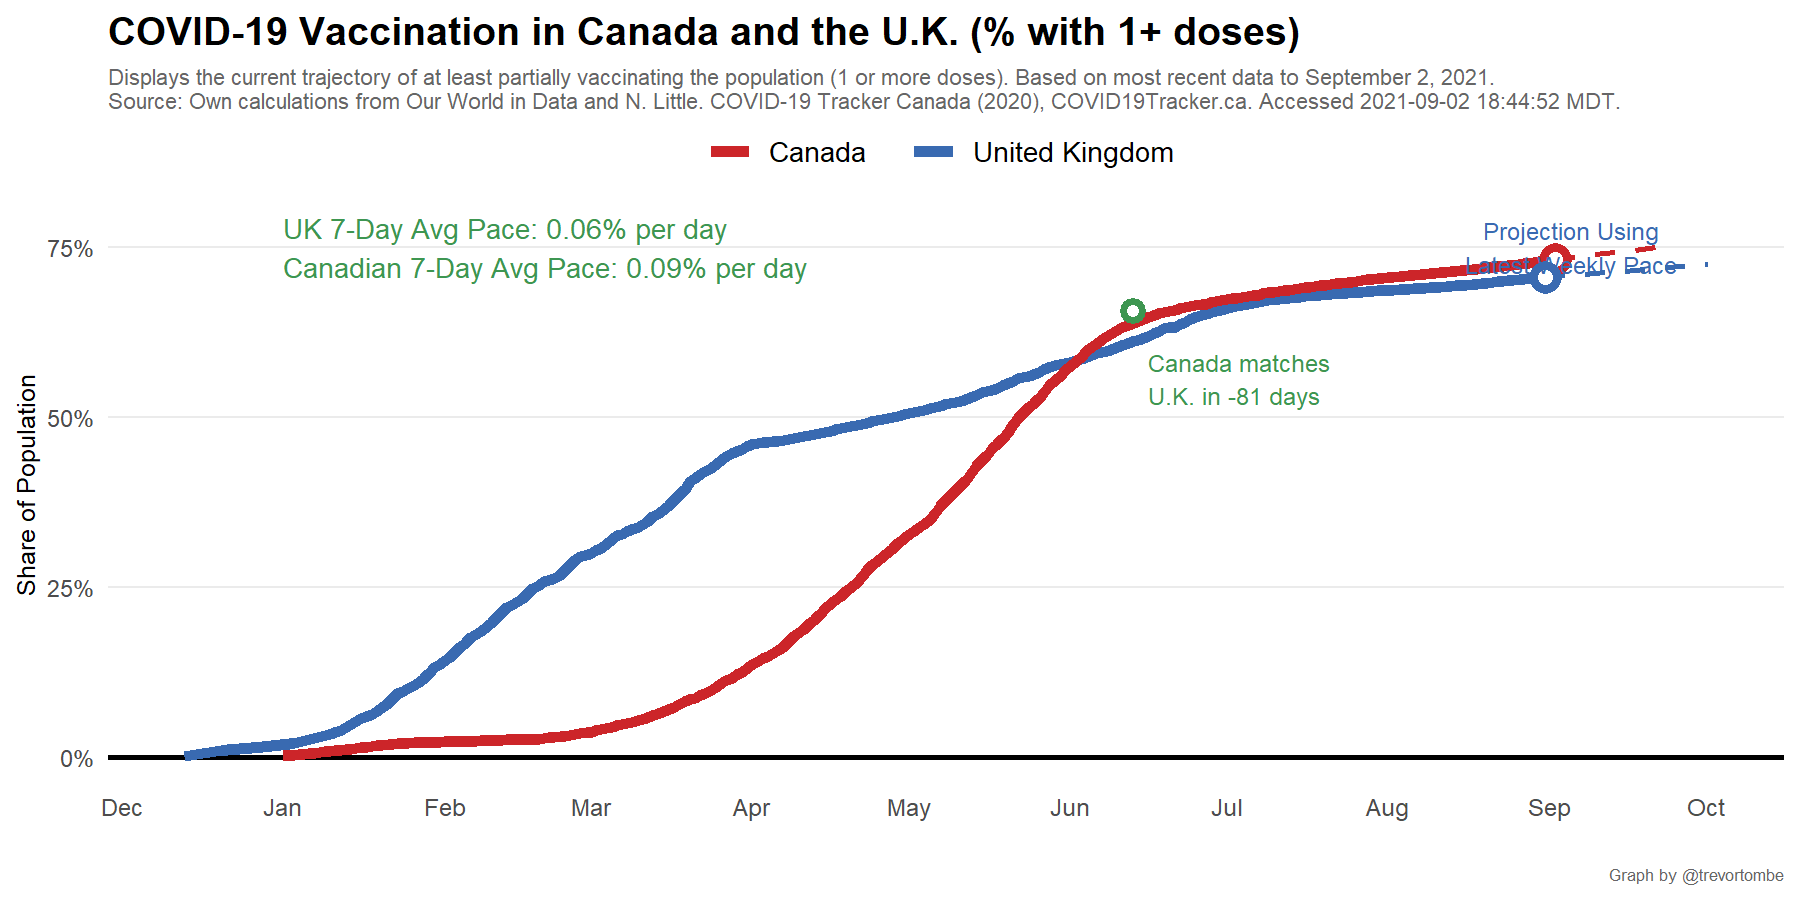 COVID-19 Vaccination in Canada and the U.K. (% with 1+ doses)
Displays the current trajectory of at least partially vaccinating the population (1 or more doses). Based on most recent data to September 2, 2021.
Source: Own calculations from Our World in Data and N. Little. COVID-19 Tracker Canada (2020), COVID19Tracker.ca. Accessed 2021-09-02 18:44:52 MDT.
Canada
United Kingdom
UK 7-Day Avg Pace: 0.06% per day
Canadian 7-Day Avg Pace: 0.09% per day
Projection Using
Latest Weekly Pace
Canada matches
U.K. in -81 days
Share of Population
75%
50%
25%
0%
Dec
Jan
Feb
Mar
Apr
May
Jun
Jul
Aug
Sep
Oct
Graph by @trevortombe